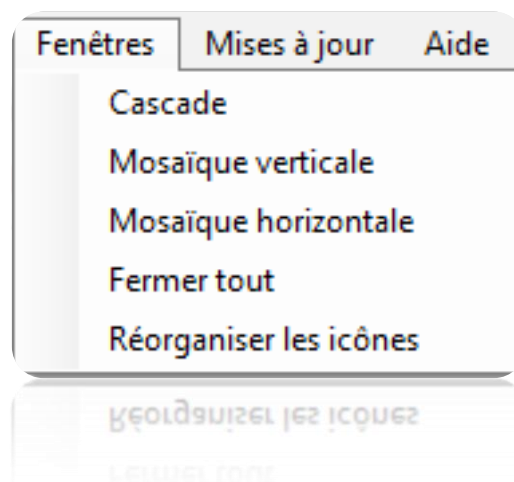 Fenêtres Mises à jour Aide
Cascade
Mosaïque verticale
Mosaïque horizontale
Fermer tout
Réorganiser les icônes